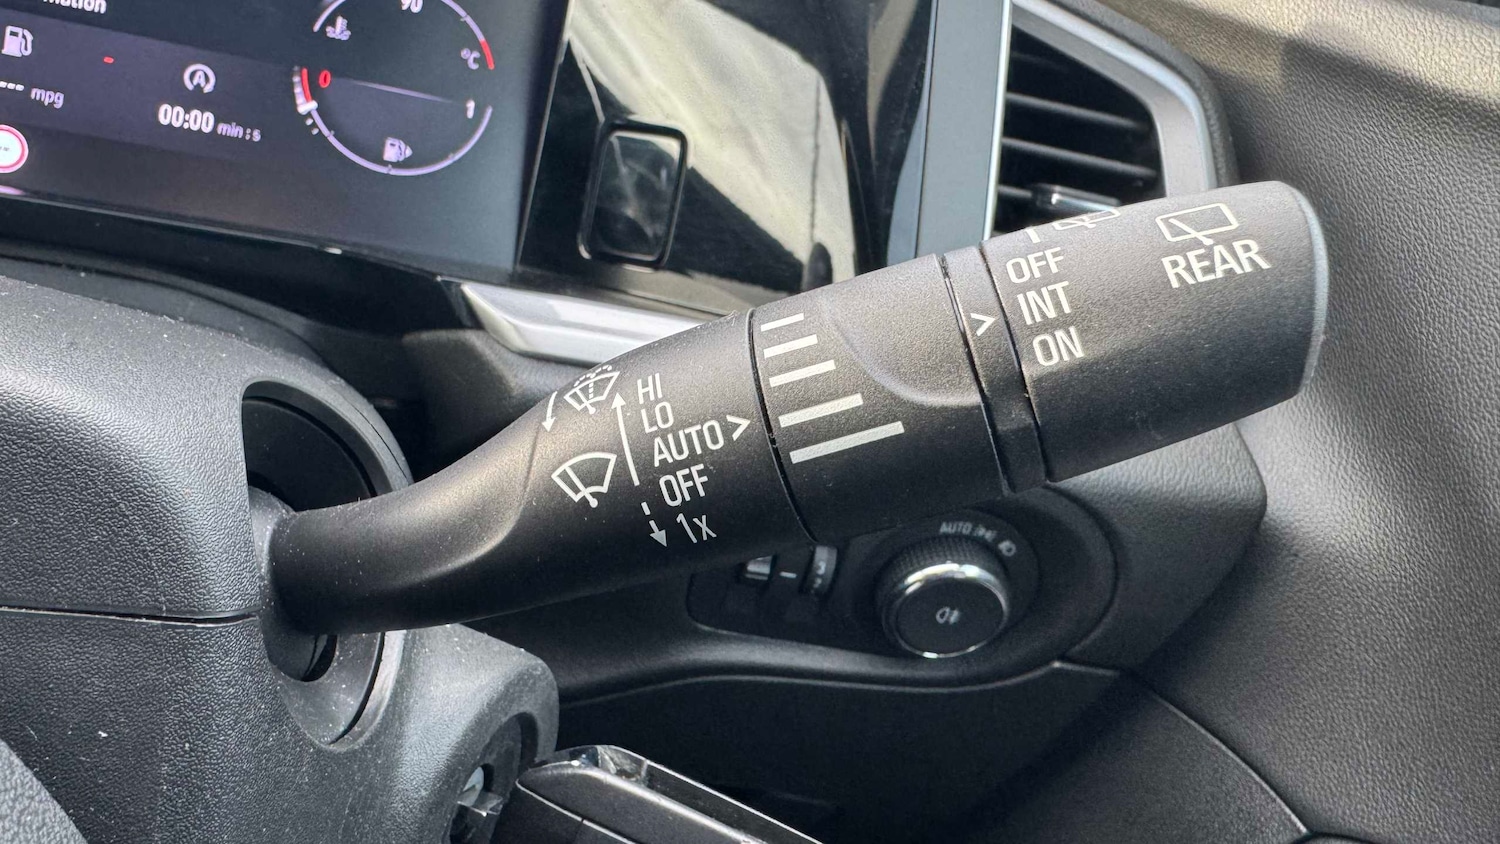 90
°C
0
1
--- mpg
A
00:00 min:s
REAR
OFF
INT
ON
HI
LO
AUTO
OFF
1x
AUTO